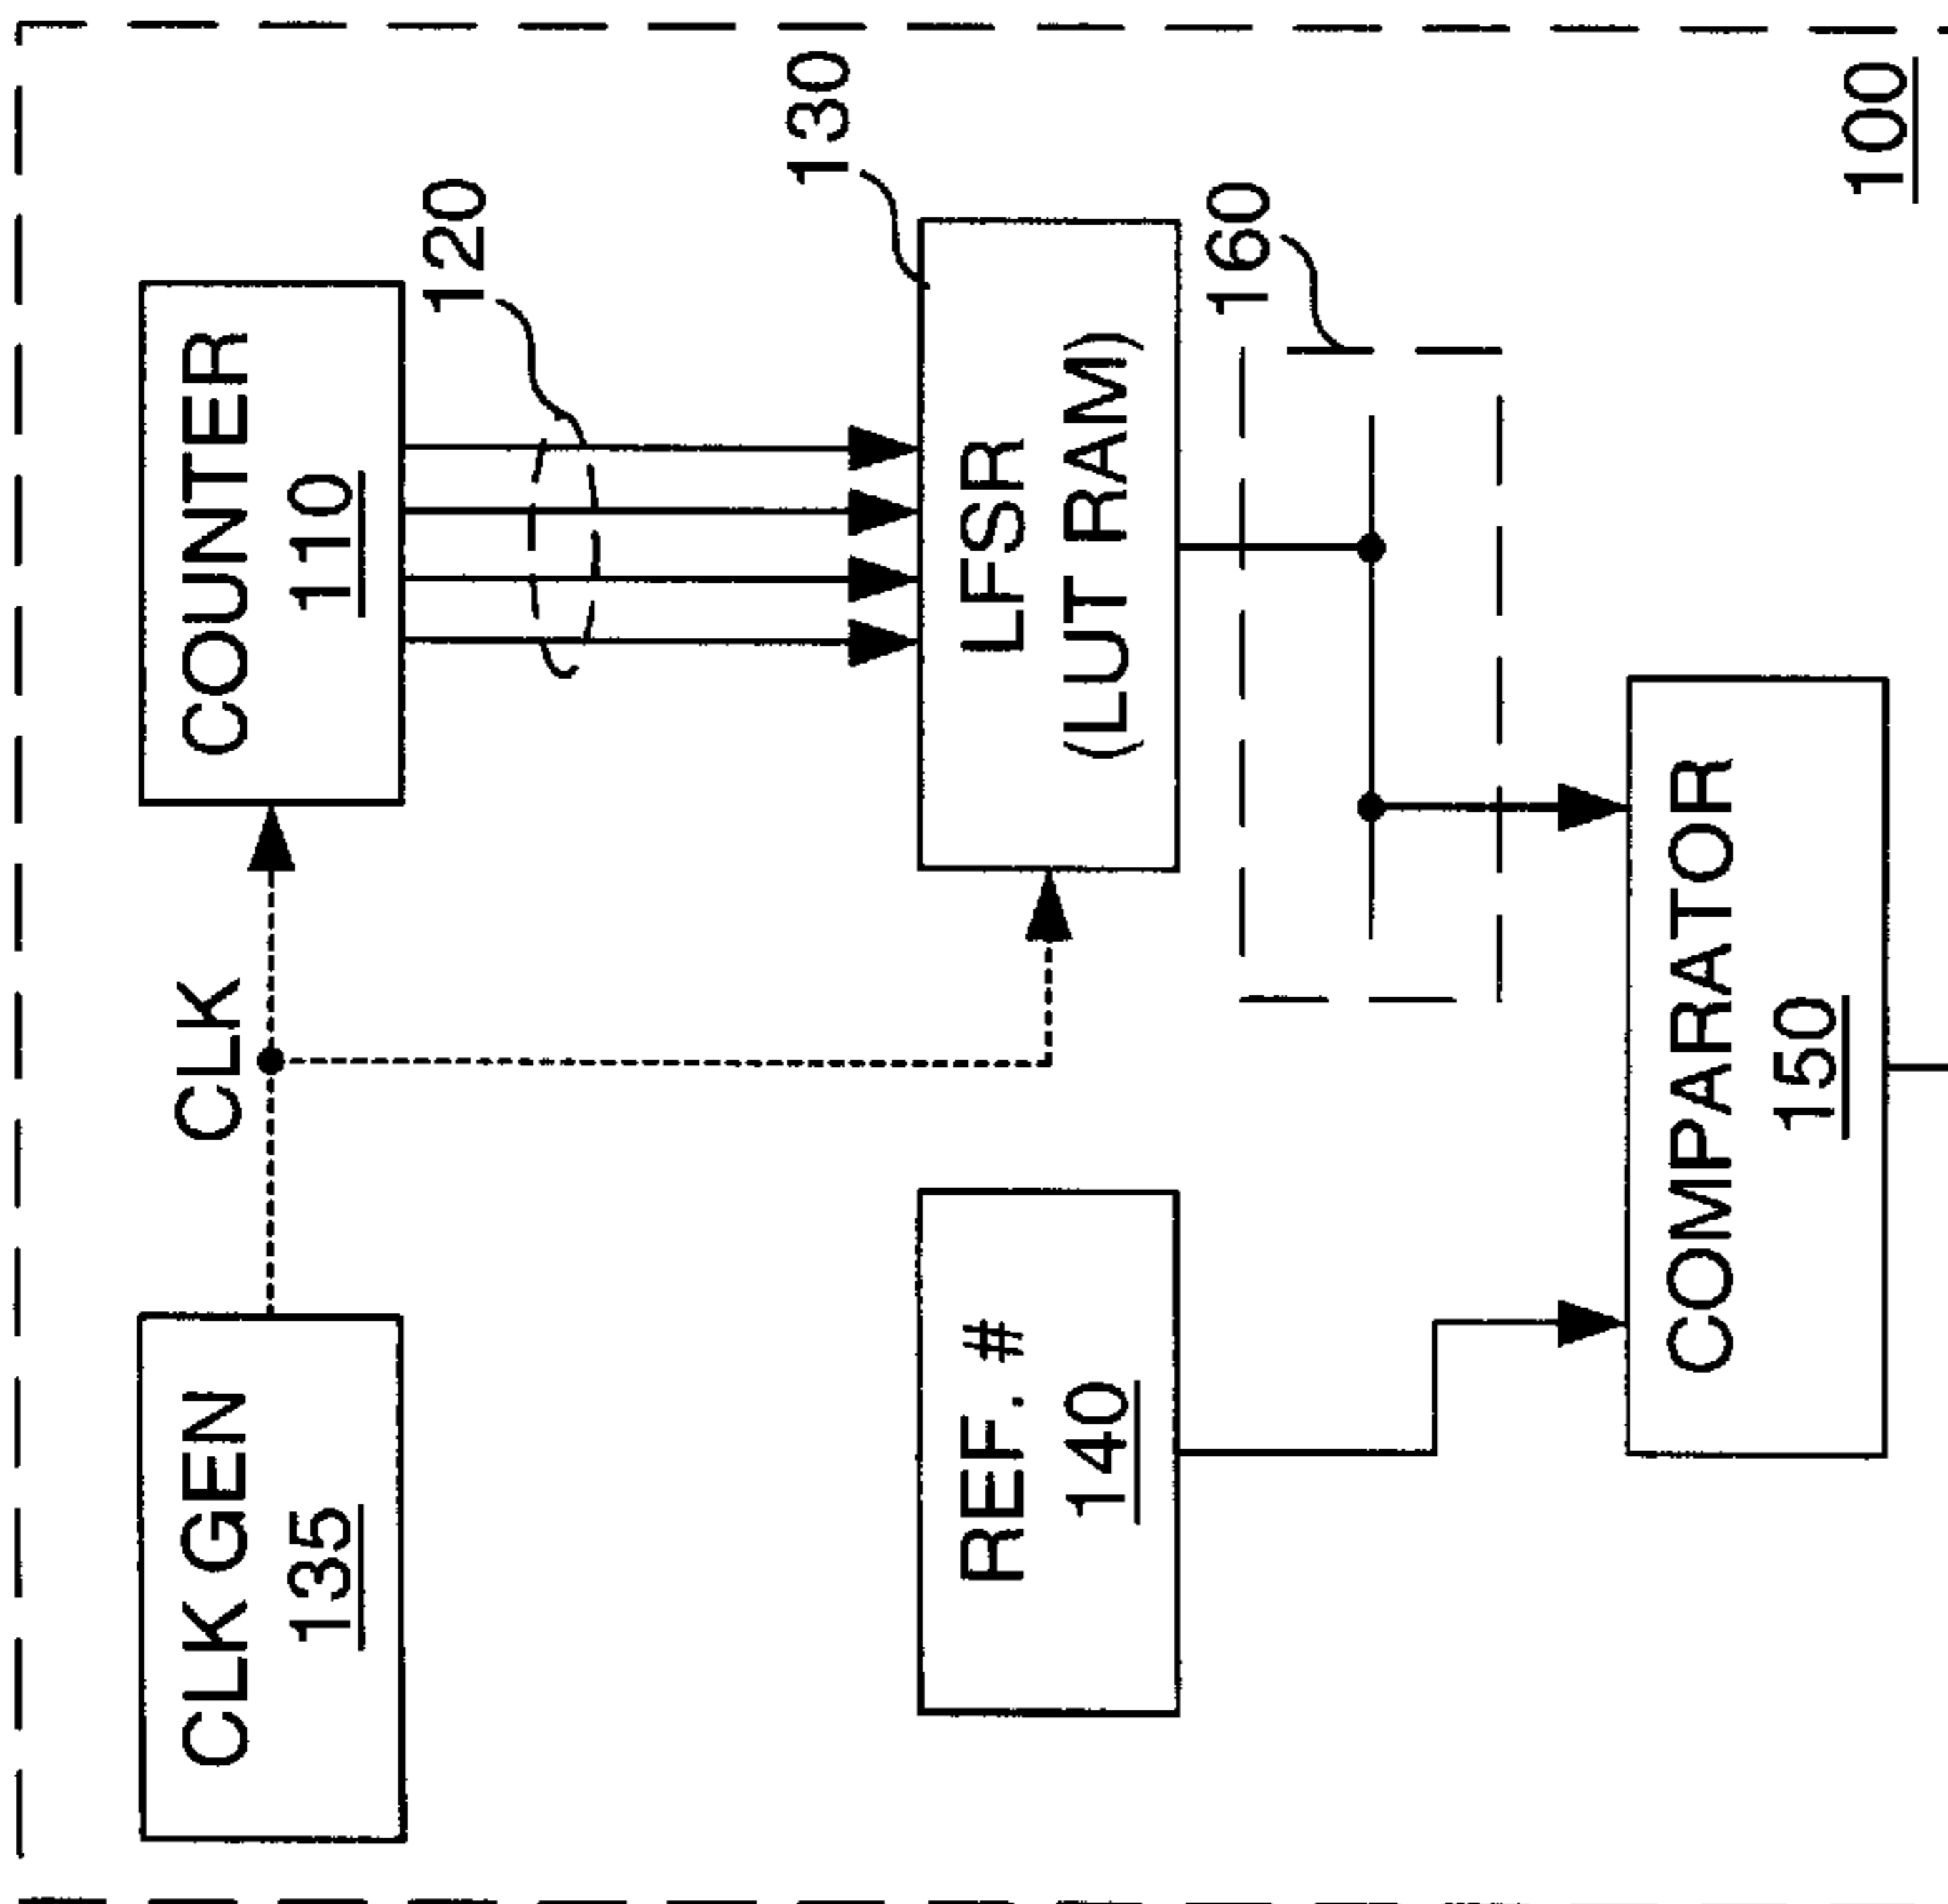 CLK GEN
135
CLK
COUNTER
110
120
130
REF. #
140
LFSR
(LUT RAM)
160
COMPARATOR
150
100